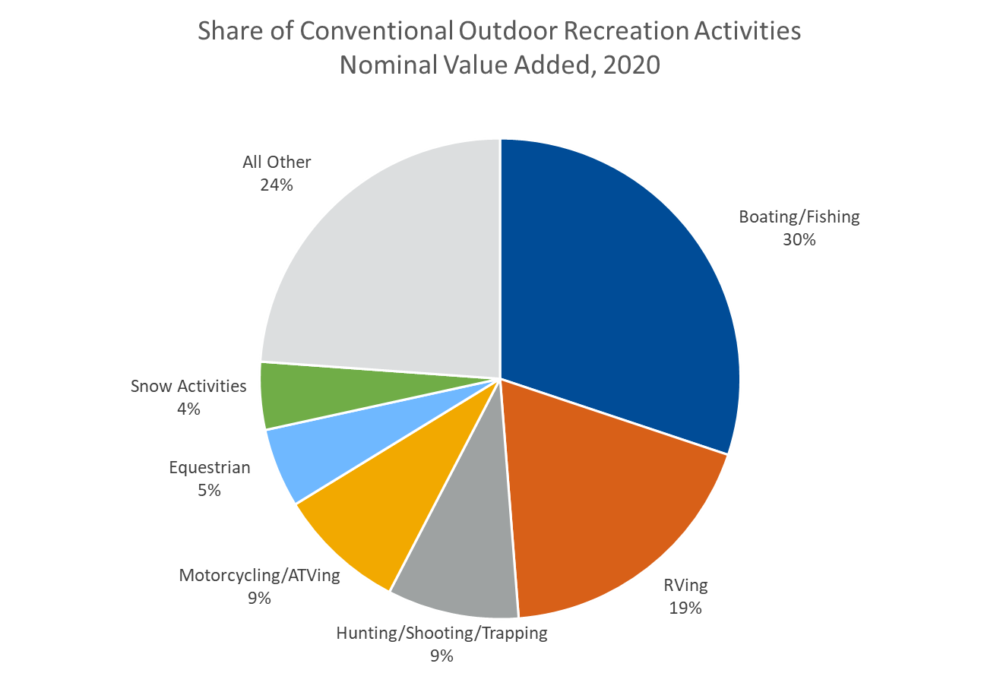 Share of Conventional Outdoor Recreation Activities
Nominal Value Added, 2020
All Other
24%
Boating/Fishing
30%
Snow Activities
4%
Equestrian
5%
Motorcycling/ATVing
9%
RVing
19%
Hunting/Shooting/Trapping
9%